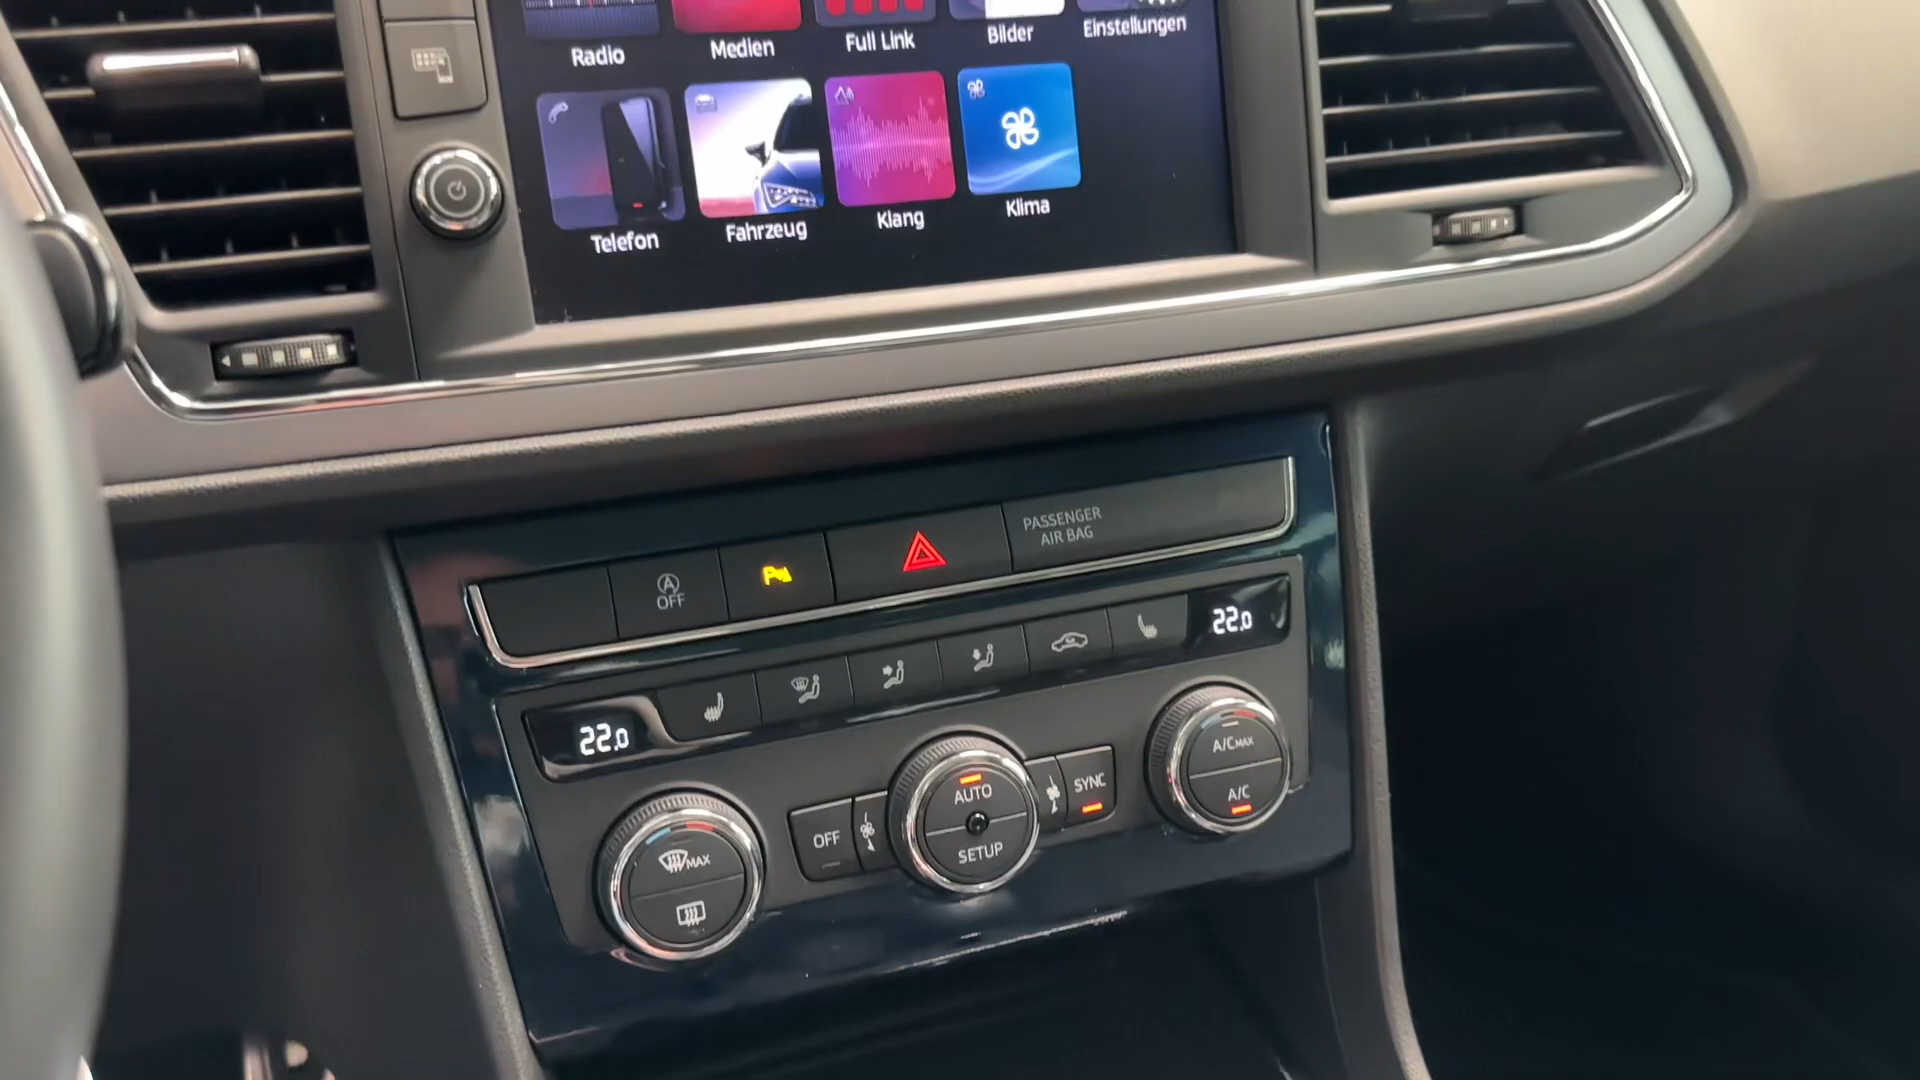 Radio
Medien
Full Link
Bilder
Einstellungen
Telefon
Fahrzeug
Klang
Klima
A
OFF
P
PASSENGER
AIR BAG
22.0
22.0
MAX
OFF
AUTO
SETUP
SYNC
A/C MAX
A/C